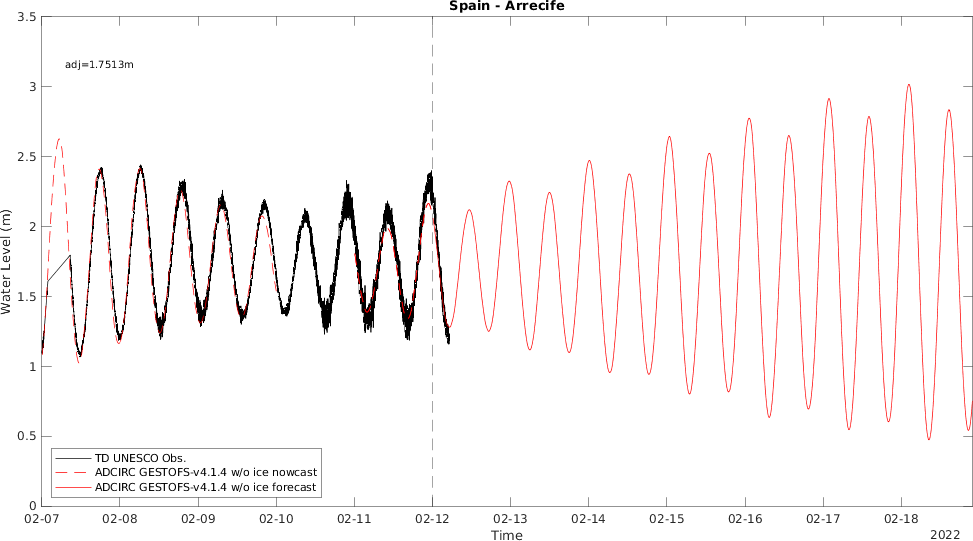 Spain - Arrecife
adj=1.7513m
Water Level (m)
3.5
3
2.5
2
1.5
1
0.5
0
TD UNESCO Obs.
ADCIRC GESTOFS-v4.1.4 w/o ice nowcast
ADCIRC GESTOFS-v4.1.4 w/o ice forecast
02-07 02-08 02-09 02-10 02-11 02-12 02-13 02-14 02-15 02-16 02-17 02-18
Time
2022